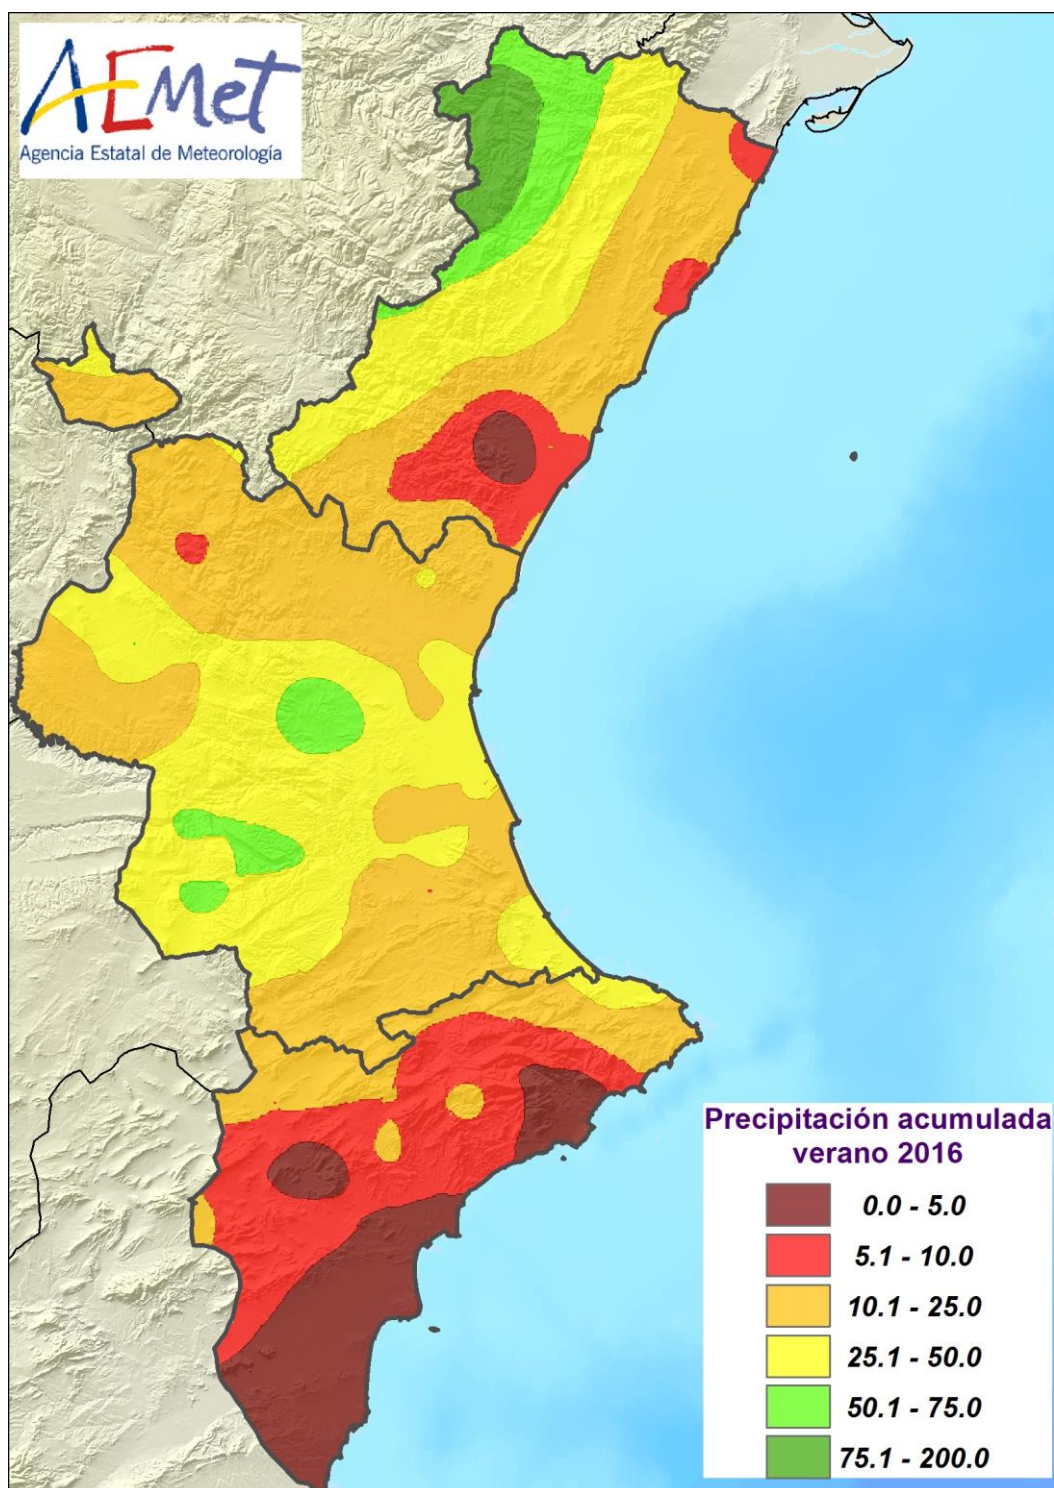 AEMet
Agencia Estatal de Meteorología
Precipitación acumulada
verano 2016
0.0 - 5.0
5.1 - 10.0
10.1 - 25.0
25.1 - 50.0
50.1 - 75.0
75.1 - 200.0